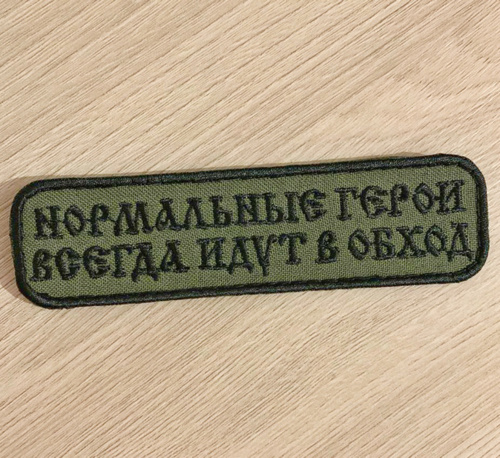 НОРМАЛЬНЫЕ ГЕРОИ
ВСЕГДА ИДУТ В ОБХОД